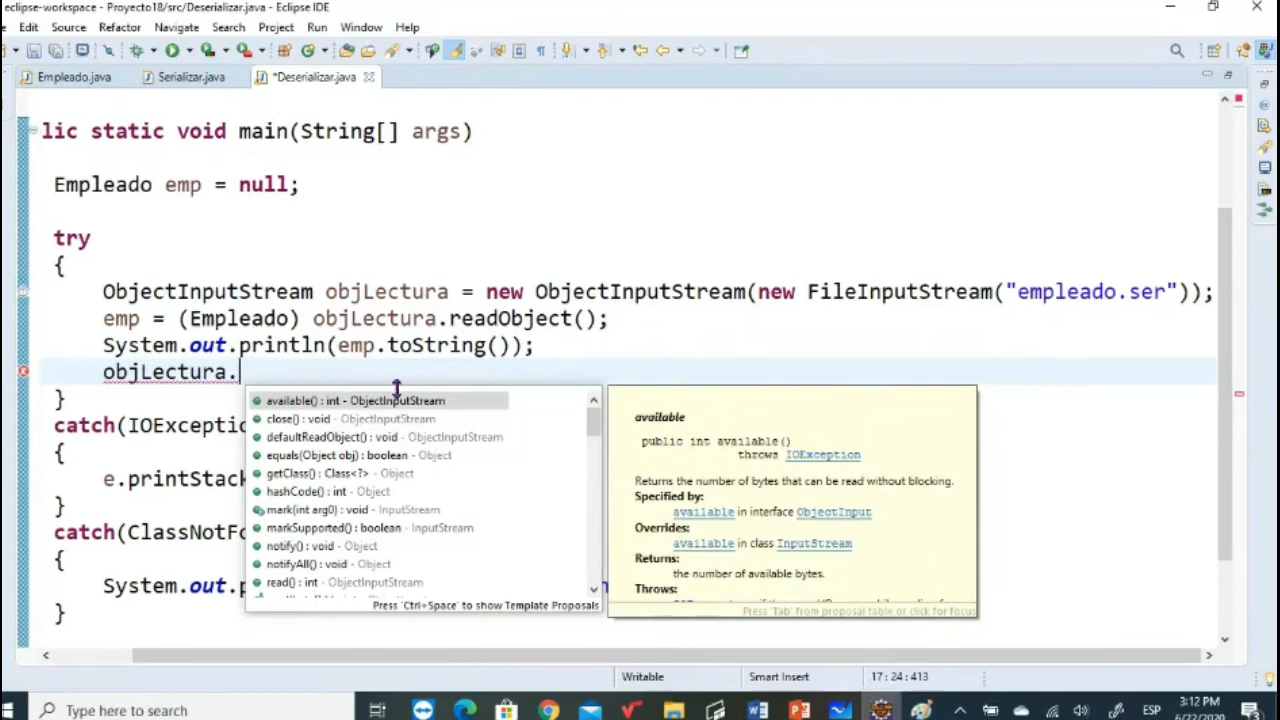 eclipse-workspace - Proyecto18/src/Deserializar.java - Eclipse IDE
Edit Source Refactor Navigate Search Project Run Window Help
Empleado.java Serializar.java *Deserializar.java
lic static void main(String[] args)
Empleado emp = null;
try
{
ObjectInputStream objLectura = new ObjectInputStream(new FileInputStream("empleado.ser"));
emp = (Empleado) objLectura.readObject();
System.out.println(emp.toString());
objLectura.
}
catch(IOExceptic
{
e.printStack
}
catch(ClassNotFo
{
System.out.p
}
available() : int - ObjectInputStream
close() : void - ObjectInputStream
defaultReadObject() : void - ObjectInputStream
equals(Object obj) : boolean - Object
getClass() : Class<?> - Object
hashCode() : int - Object
mark(int arg0) : void - InputStream
markSupported() : boolean - InputStream
notify() : void - Object
notifyAll() : void - Object
read() : int - ObjectInputStream
Press 'Ctrl+Space' to show Template Proposals
available
public int available()
throws IOException
Returns the number of bytes that can be read without blocking.
Specified by:
available in interface ObjectInput
Overrides:
available in class InputStream
Returns:
the number of available bytes.
Throws:
Press 'Tab' from proposal table or click for focus
Writable Smart Insert 17 : 24 : 413
Type here to search
ESP
3:12 PM
6/22/2020